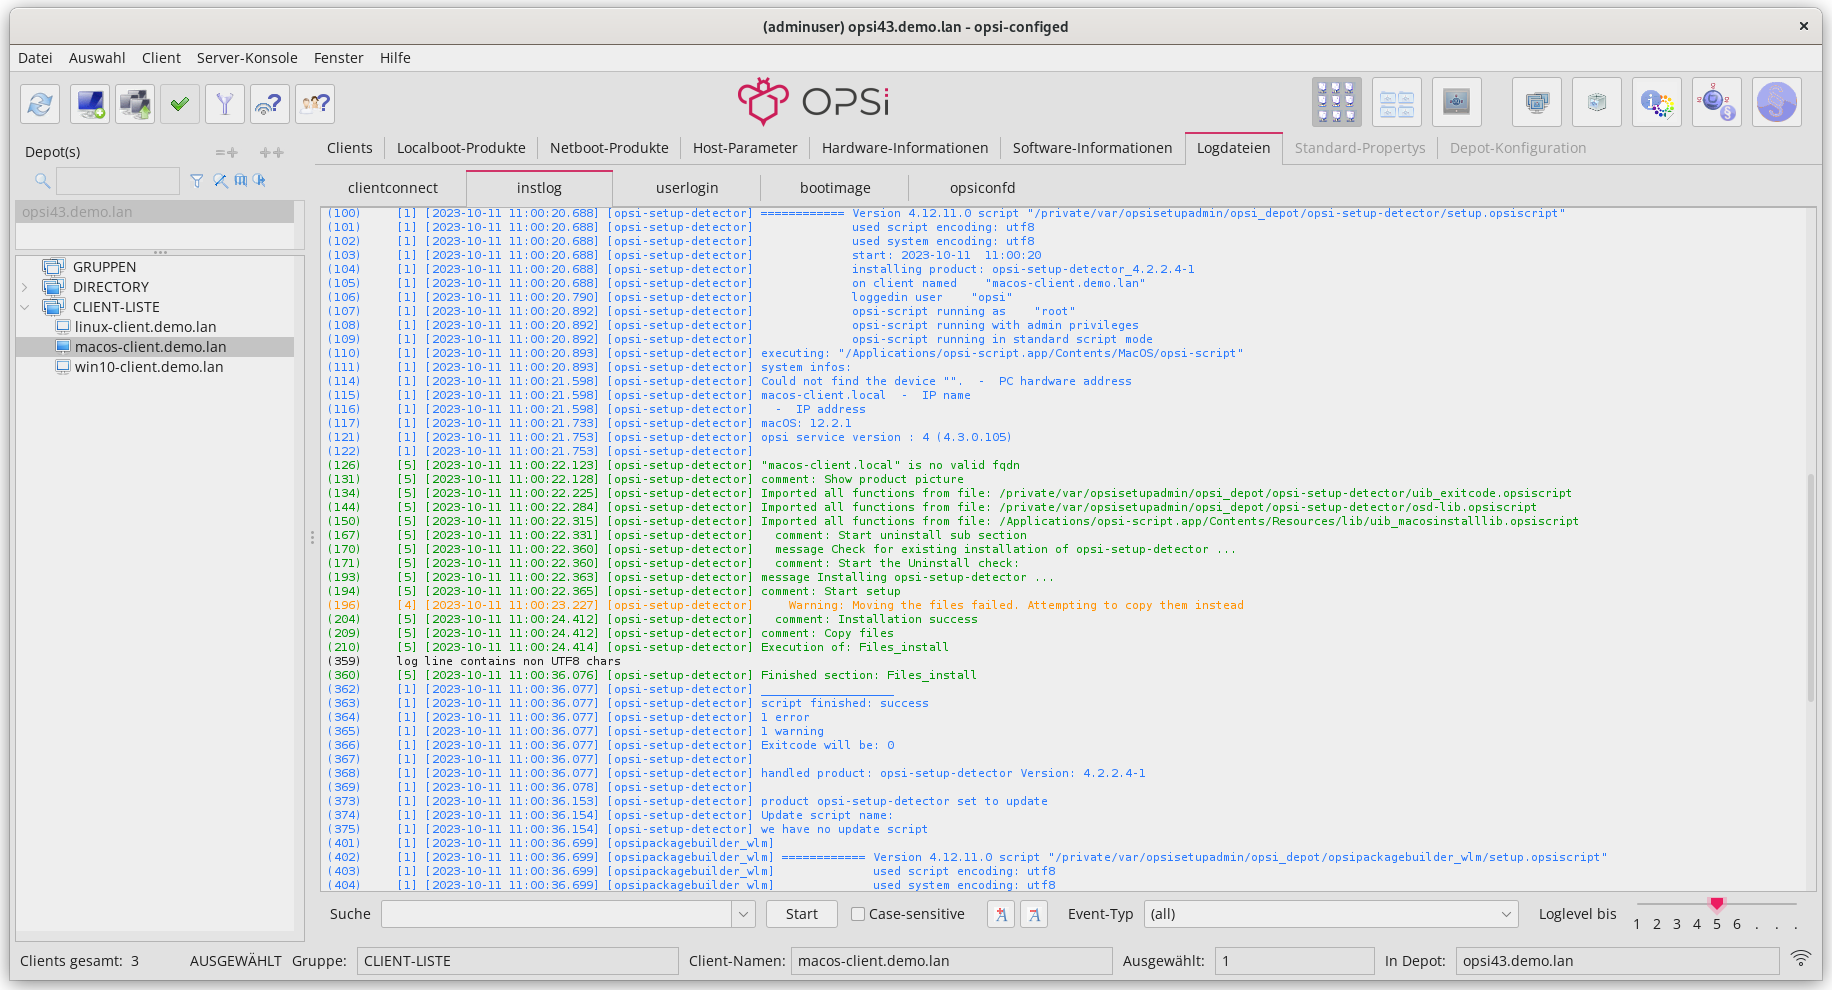 (adminuser) opsi43.demo.lan - opsi-configed
Datei Auswahl Client Server-Konsole Fenster Hilfe
OPSi
Depot(s)
Clients Localboot-Produkte Netboot-Produkte Host-Parameter Hardware-Informationen Software-Informationen Logdateien Standard-Propertys Depot-Konfiguration
clientconnect instlog userlogin bootimage opsiconfd
opsi43.demo.lan
GRUPPEN
DIRECTORY
CLIENT-LISTE
linux-client.demo.lan
macos-client.demo.lan
win10-client.demo.lan
(100) [1] [2023-10-11 11:00:20.688] [opsi-setup-detector] ============ Version 4.12.11.0 script "/private/var/opsisetupadmin/opsi_depot/opsi-setup-detector/setup.opsiscript"
(101) [1] [2023-10-11 11:00:20.688] [opsi-setup-detector] used script encoding: utf8
(102) [1] [2023-10-11 11:00:20.688] [opsi-setup-detector] used system encoding: utf8
(103) [1] [2023-10-11 11:00:20.688] [opsi-setup-detector] start: 2023-10-11 11:00:20
(104) [1] [2023-10-11 11:00:20.688] [opsi-setup-detector] installing product: opsi-setup-detector_4.2.2.4-1
(105) [1] [2023-10-11 11:00:20.688] [opsi-setup-detector] on client named "macos-client.demo.lan"
(106) [1] [2023-10-11 11:00:20.790] [opsi-setup-detector] loggedin user "opsi"
(107) [1] [2023-10-11 11:00:20.892] [opsi-setup-detector] opsi-script running as "root"
(108) [1] [2023-10-11 11:00:20.892] [opsi-setup-detector] opsi-script running with admin privileges
(109) [1] [2023-10-11 11:00:20.892] [opsi-setup-detector] opsi-script running in standard script mode
(110) [1] [2023-10-11 11:00:20.893] [opsi-setup-detector] executing: "/Applications/opsi-script.app/Contents/MacOS/opsi-script"
(111) [1] [2023-10-11 11:00:20.893] [opsi-setup-detector] system infos:
(114) [1] [2023-10-11 11:00:21.598] [opsi-setup-detector] Could not find the device "". - PC hardware address
(115) [1] [2023-10-11 11:00:21.598] [opsi-setup-detector] macos-client.local - IP name
(116) [1] [2023-10-11 11:00:21.598] [opsi-setup-detector] - IP address
(117) [1] [2023-10-11 11:00:21.733] [opsi-setup-detector] macOS: 12.2.1
(121) [1] [2023-10-11 11:00:21.753] [opsi-setup-detector] opsi service version : 4 (4.3.0.105)
(122) [1] [2023-10-11 11:00:21.753] [opsi-setup-detector]
(126) [5] [2023-10-11 11:00:22.123] [opsi-setup-detector] "macos-client.local" is no valid fqdn
(131) [5] [2023-10-11 11:00:22.128] [opsi-setup-detector] comment: Show product picture
(134) [5] [2023-10-11 11:00:22.225] [opsi-setup-detector] Imported all functions from file: /private/var/opsisetupadmin/opsi_depot/opsi-setup-detector/uib_exitcode.opsiscript
(144) [5] [2023-10-11 11:00:22.284] [opsi-setup-detector] Imported all functions from file: /private/var/opsisetupadmin/opsi_depot/opsi-setup-detector/osd-lib.opsiscript
(150) [5] [2023-10-11 11:00:22.315] [opsi-setup-detector] Imported all functions from file: /Applications/opsi-script.app/Contents/Resources/lib/uib_macosinstalllib.opsiscript
(167) [5] [2023-10-11 11:00:22.331] [opsi-setup-detector] comment: Start uninstall sub section
(170) [5] [2023-10-11 11:00:22.360] [opsi-setup-detector] message Check for existing installation of opsi-setup-detector ...
(171) [5] [2023-10-11 11:00:22.360] [opsi-setup-detector] comment: Start the Uninstall check:
(193) [5] [2023-10-11 11:00:22.363] [opsi-setup-detector] message Installing opsi-setup-detector ...
(194) [5] [2023-10-11 11:00:22.365] [opsi-setup-detector] comment: Start setup
(196) [4] [2023-10-11 11:00:23.227] [opsi-setup-detector] Warning: Moving the files failed. Attempting to copy them instead
(204) [5] [2023-10-11 11:00:24.412] [opsi-setup-detector] comment: Installation success
(209) [5] [2023-10-11 11:00:24.412] [opsi-setup-detector] comment: Copy files
(210) [5] [2023-10-11 11:00:24.414] [opsi-setup-detector] Execution of: Files_install
(359) log line contains non UTF8 chars
(360) [5] [2023-10-11 11:00:36.076] [opsi-setup-detector] Finished section: Files_install
(362) [1] [2023-10-11 11:00:36.077] [opsi-setup-detector] ___________________
(363) [1] [2023-10-11 11:00:36.077] [opsi-setup-detector] script finished: success
(364) [1] [2023-10-11 11:00:36.077] [opsi-setup-detector] 1 error
(365) [1] [2023-10-11 11:00:36.077] [opsi-setup-detector] 1 warning
(366) [1] [2023-10-11 11:00:36.077] [opsi-setup-detector] Exitcode will be: 0
(367) [1] [2023-10-11 11:00:36.077] [opsi-setup-detector]
(368) [1] [2023-10-11 11:00:36.077] [opsi-setup-detector] handled product: opsi-setup-detector Version: 4.2.2.4-1
(369) [1] [2023-10-11 11:00:36.078] [opsi-setup-detector]
(373) [1] [2023-10-11 11:00:36.153] [opsi-setup-detector] product opsi-setup-detector set to update
(374) [1] [2023-10-11 11:00:36.154] [opsi-setup-detector] Update script name:
(375) [1] [2023-10-11 11:00:36.154] [opsi-setup-detector] we have no update script
(401) [1] [2023-10-11 11:00:36.699] [opsipackagebuilder_wlm]
(402) [1] [2023-10-11 11:00:36.699] [opsipackagebuilder_wlm] ============ Version 4.12.11.0 script "/private/var/opsisetupadmin/opsi_depot/opsipackagebuilder_wlm/setup.opsiscript"
(403) [1] [2023-10-11 11:00:36.699] [opsipackagebuilder_wlm] used script encoding: utf8
(404) [1] [2023-10-11 11:00:36.699] [opsipackagebuilder_wlm] used system encoding: utf8
Suche Start Case-sensitive Event-Typ (all) Loglevel bis
1 2 3 4 5 6 . . .
Clients gesamt: 3 AUSGEWÄHLT Gruppe: CLIENT-LISTE Client-Namen: macos-client.demo.lan Ausgewählt: 1 In Depot: opsi43.demo.lan